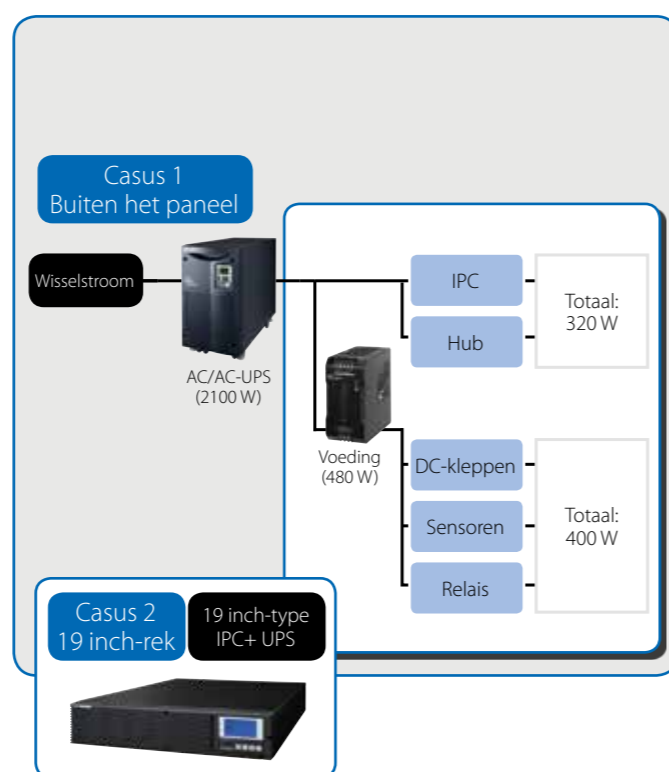 Casus 1
Buiten het paneel
Wisselstroom
AC/AC-UPS
(2100 W)
IPC
Hub
Totaal:
320 W
Voeding
(480 W)
DC-kleppen
Sensoren
Relais
Totaal:
400 W
Casus 2
19 inch-rek
19 inch-type
IPC+ UPS